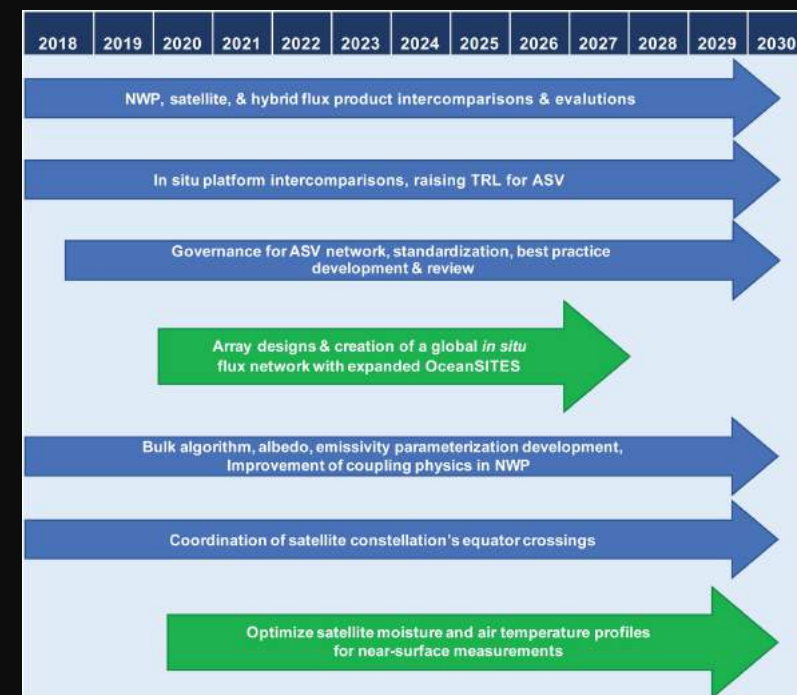 2018 2019 2020 2021 2022 2023 2024 2025 2026 2027 2028 2029 2030
NWP, satellite, & hybrid flux product intercomparisons & evalutions
In situ platform intercomparisons, raising TRL for ASV
Governance for ASV network, standardization, best practice
development & review
Array designs & creation of a global in situ
flux network with expanded OceanSITES
Bulk algorithm, albedo, emissivity parameterization development,
Improvement of coupling physics in NWP
Coordination of satellite constellation's equator crossings
Optimize satellite moisture and air temperature profiles
for near-surface measurements